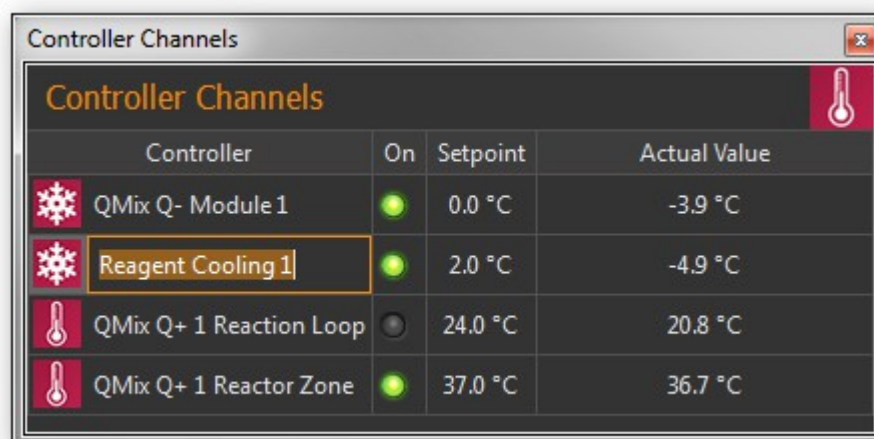 Controller Channels
Controller Channels
Controller On Setpoint Actual Value
QMix Q- Module 1 0.0 °C -3.9 °C
Reagent Cooling 1 2.0 °C -4.9 °C
QMix Q+ 1 Reaction Loop 24.0 °C 20.8 °C
QMix Q+ 1 Reactor Zone 37.0 °C 36.7 °C